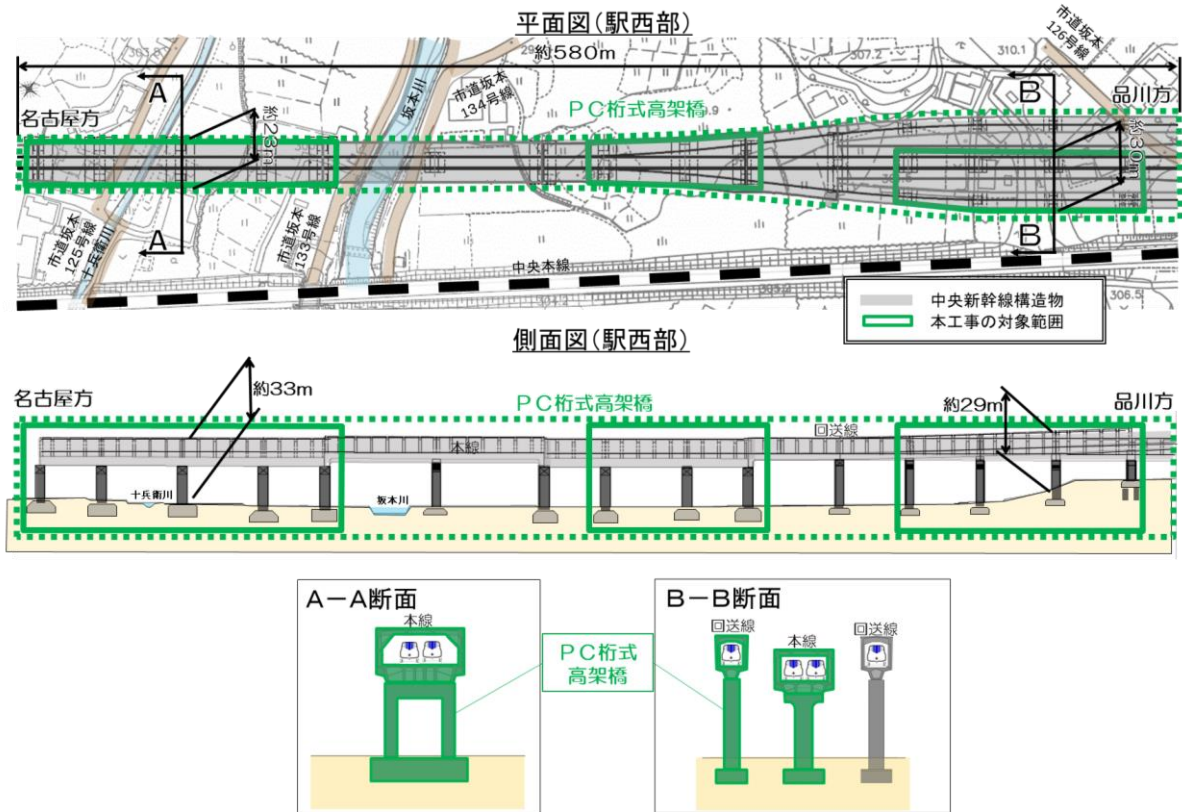 平面図(駅西部)
約580m
市道坂本
126号線
307.2
310.1
A
B
名古屋方
約23m
坂本川
市道坂本
134号線
PC桁式高架橋
品川方
約30m
市道坂本
125号線
十兵衛川
市道坂本
133号線
A
B
中央本線
306.5
中央新幹線構造物
本工事の対象範囲
側面図(駅西部)
名古屋方
約33m
PC桁式高架橋
約29m
品川方
回送線
本線
十兵衛川
坂本川
A-A断面
本線
PC桁式
高架橋
B-B断面
回送線
本線
回送線